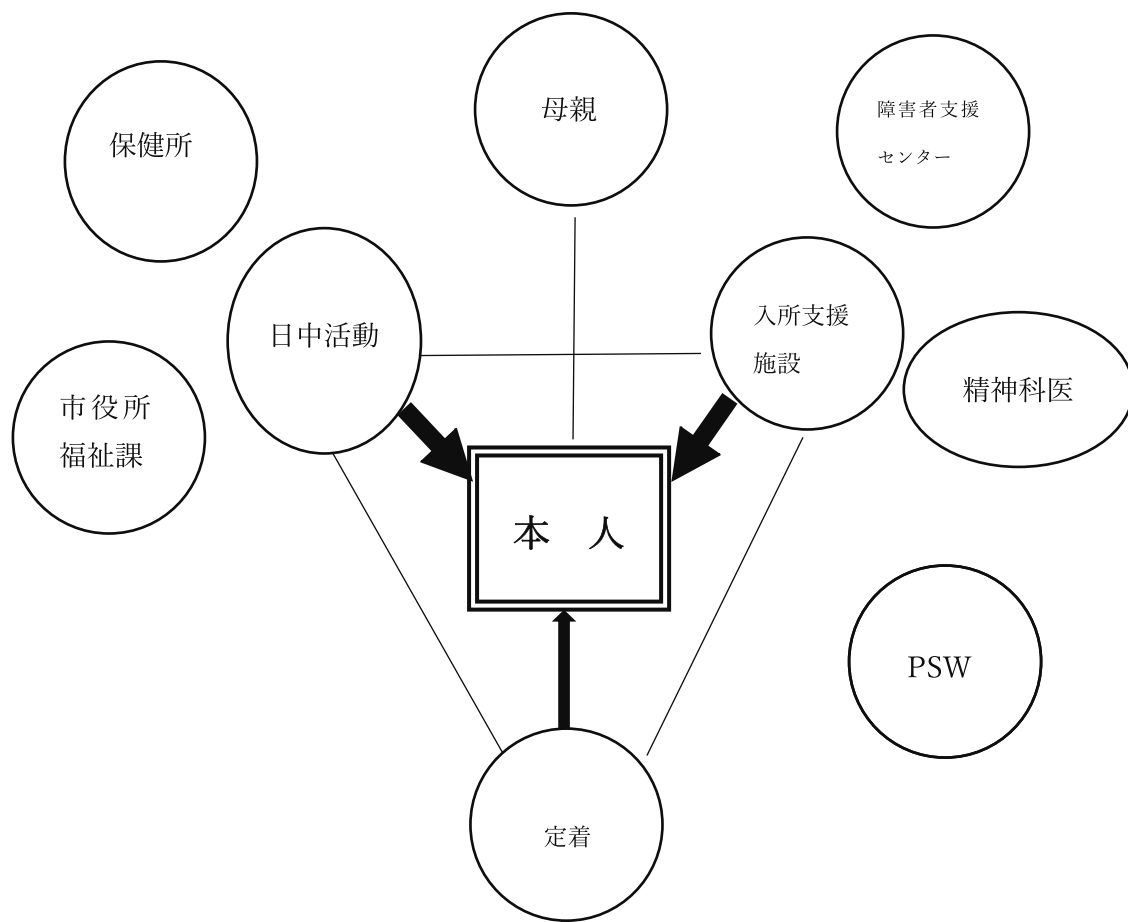 母親
保健所
障害者支援
センター
日中活動
入所支援
施設
精神科医
市役所
福祉課
本 人
PSW
定着